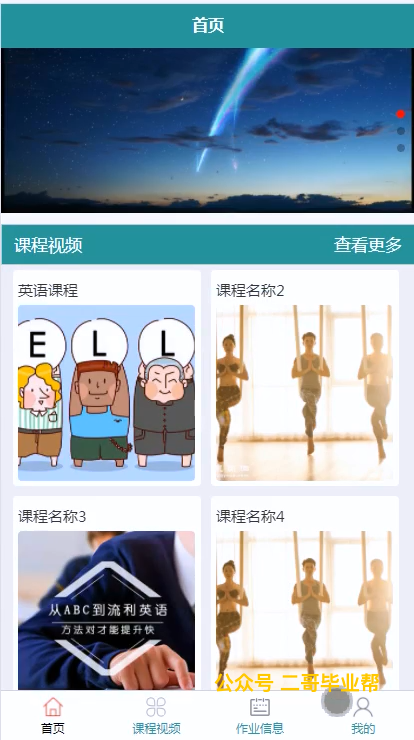 首页
课程视频
查看更多
英语课程
课程名称2
E L L
课程名称3
课程名称4
从ABC到流利英语
方法对才能提升快
公众号 二哥毕业帮
首页
课程视频
作业信息
我的